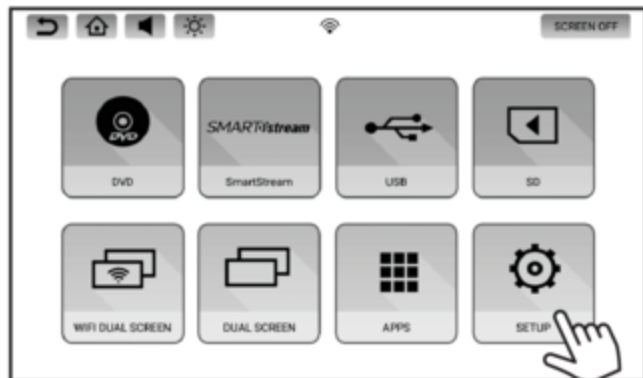 SCREEN OFF
DVD
DVD
SMARTstream
SmartStream
USB
SD
WIFI DUAL SCREEN
DUAL SCREEN
APPS
SETUP